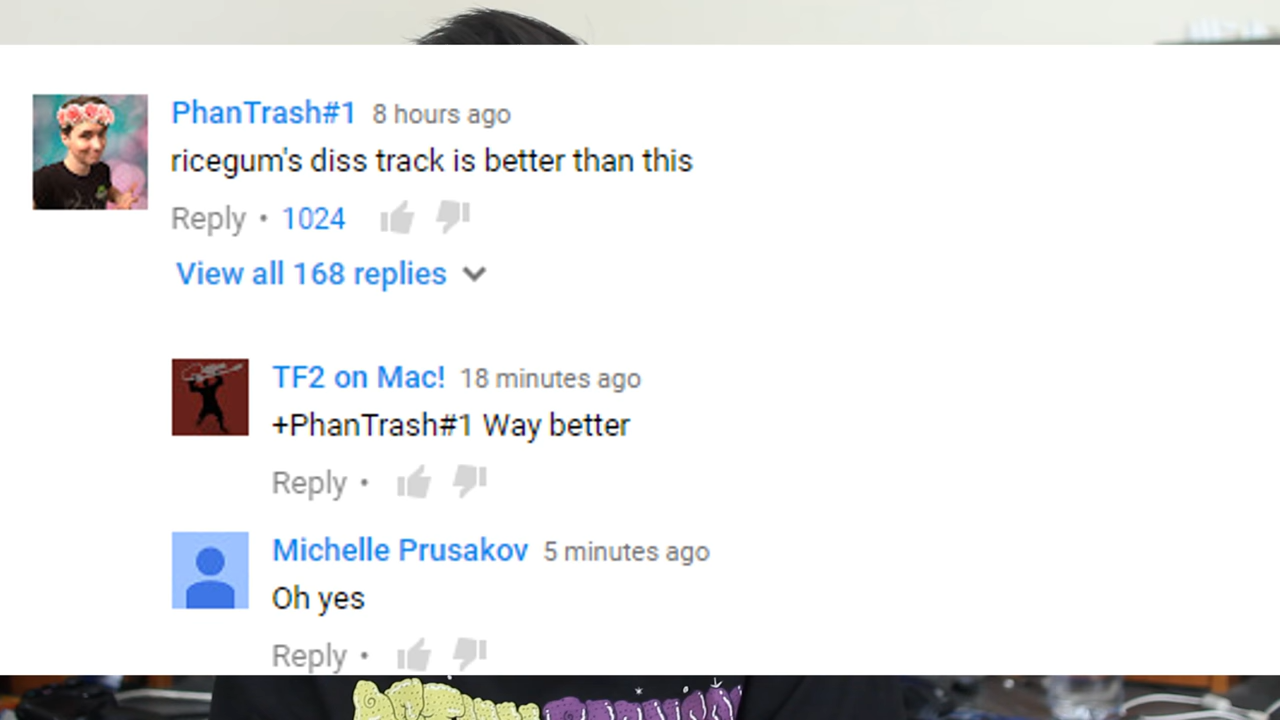 PhanTrash#1 8 hours ago
ricegum's diss track is better than this
Reply • 1024
View all 168 replies
TF2 on Mac! 18 minutes ago
+PhanTrash#1 Way better
Reply •
Michelle Prusakov 5 minutes ago
Oh yes
Reply •